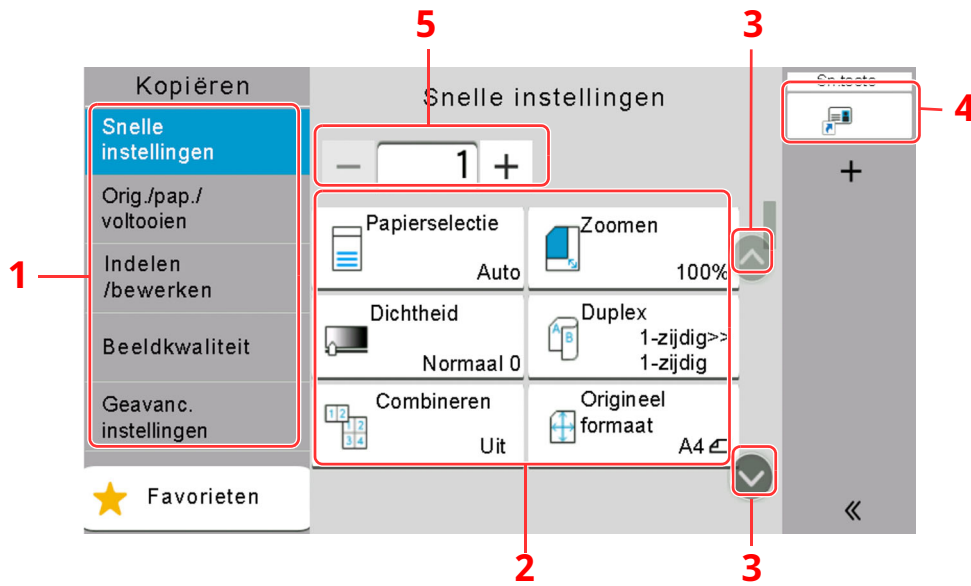 5
3
Kopiëren
Snelle instellingen
Sn.toets
4
Snelle
instellingen
1
+
Orig./pap./
voltooien
Papierselectie
Auto
Zoomen
100%
1
Indelen
/bewerken
Dichtheid
Normaal 0
Duplex
1-zijdig>>
1-zijdig
Beeldkwaliteit
Combineren
Uit
Origineel
formaat
A4
Geavanc.
instellingen
Favorieten
2
3